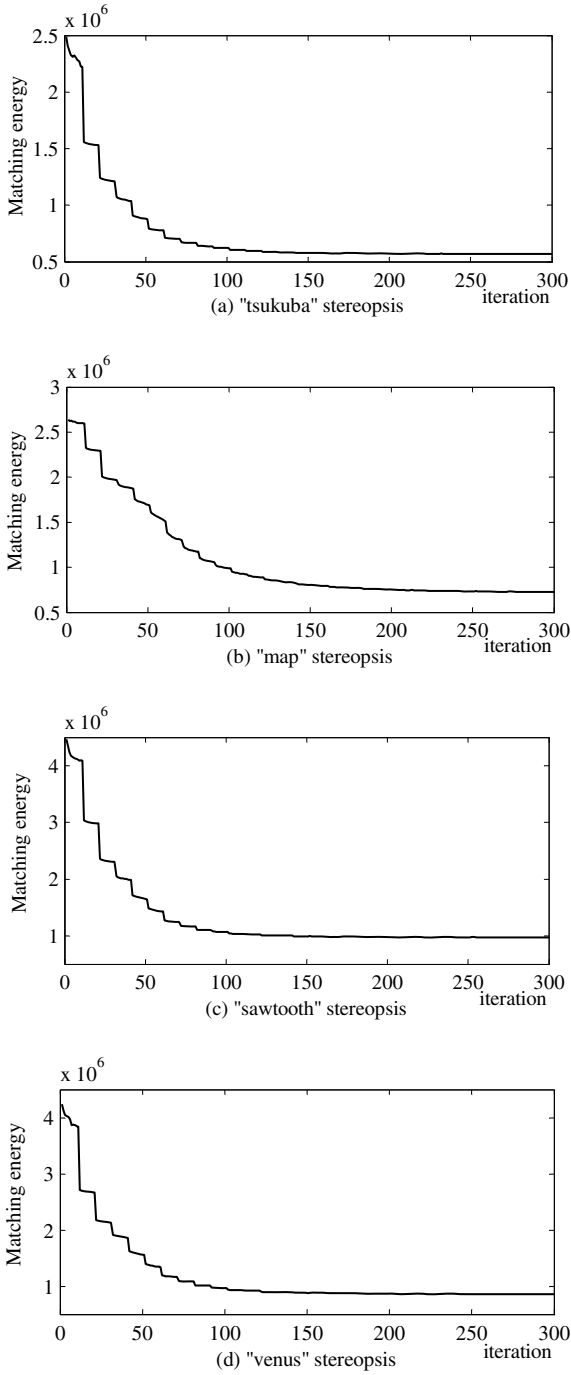 x 10^6
2.5
2
1.5
1
0.5
Matching energy
0 50 100 150 200 250 300
iteration
(a) "tsukuba" stereopsis
x 10^6
3
2.5
2
1.5
1
0.5
Matching energy
0 50 100 150 200 250 300
iteration
(b) "map" stereopsis
x 10^6
4
3
2
1
Matching energy
0 50 100 150 200 250 300
iteration
(c) "sawtooth" stereopsis
x 10^6
4
3
2
1
Matching energy
0 50 100 150 200 250 300
iteration
(d) "venus" stereopsis